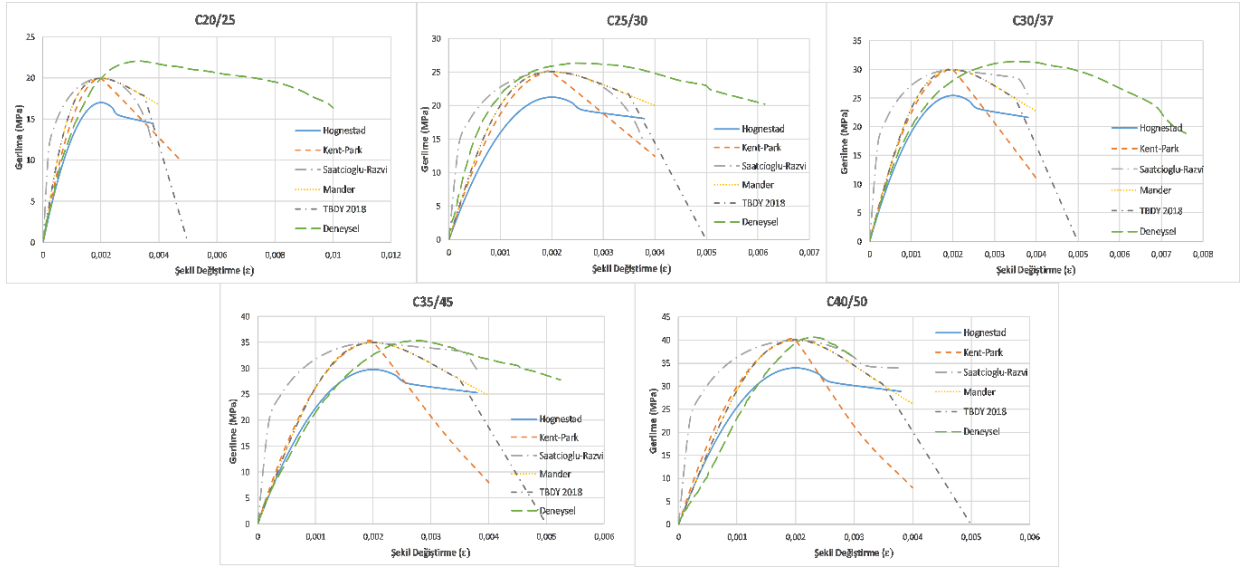 C20/25
Gerilme (MPa)
25
20
15
10
5
0
0 0,002 0,004 0,006 0,008 0,01 0,012
Şekil Değiştirme (ε)
Hognestad
Kent-Park
Saatcioglu-Razvi
Mander
TBDY 2018
Deneysel
C25/30
Gerilme (MPa)
30
25
20
15
10
5
0
0 0,001 0,002 0,003 0,004 0,005 0,006 0,007
Şekil Değiştirme (ε)
Hognestad
Kent-Park
Saatcioglu-Razvi
Mander
TBDY 2018
Deneysel
C30/37
Gerilme (MPa)
35
30
25
20
15
10
5
0
0 0,001 0,002 0,003 0,004 0,005 0,006 0,007 0,008
Şekil Değiştirme (ε)
Hognestad
Kent-Park
Saatcioglu-Razvi
Mander
TBDY 2018
Deneysel
C35/45
Gerilme (MPa)
40
35
30
25
20
15
10
5
0
0 0,001 0,002 0,003 0,004 0,005 0,006
Şekil Değiştirme (ε)
Hognestad
Kent-Park
Saatcioglu-Razvi
Mander
TBDY 2018
Deneysel
C40/50
Gerilme (MPa)
45
40
35
30
25
20
15
10
5
0
0 0,001 0,002 0,003 0,004 0,005 0,006
Şekil Değiştirme (ε)
Hognestad
Kent-Park
Saatcioglu-Razvi
Mander
TBDY 2018
Deneysel